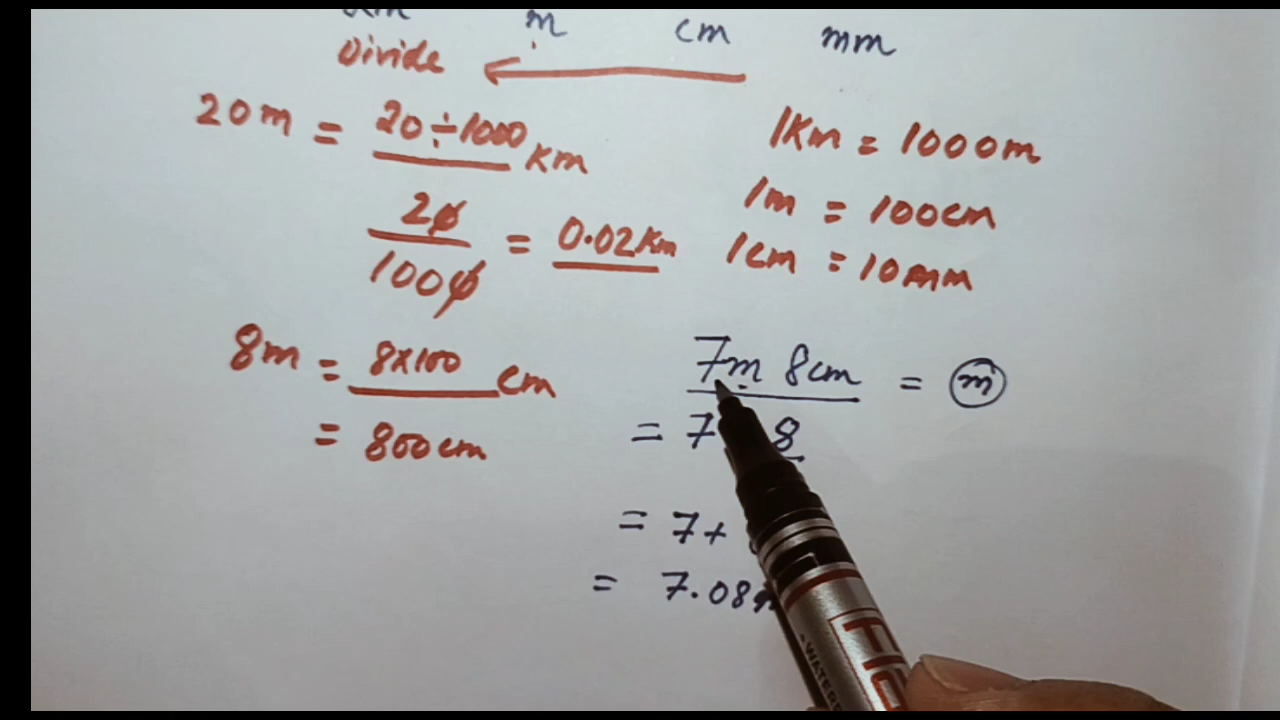 m cm mm
Divide
20m = 20÷1000 Km
20/1000 = 0.02Km
1Km = 1000m
1m = 100cm
1cm = 10mm
8m = 8x100 cm
= 800cm
7m 8cm = m
= 7 8
= 7+
= 7.08